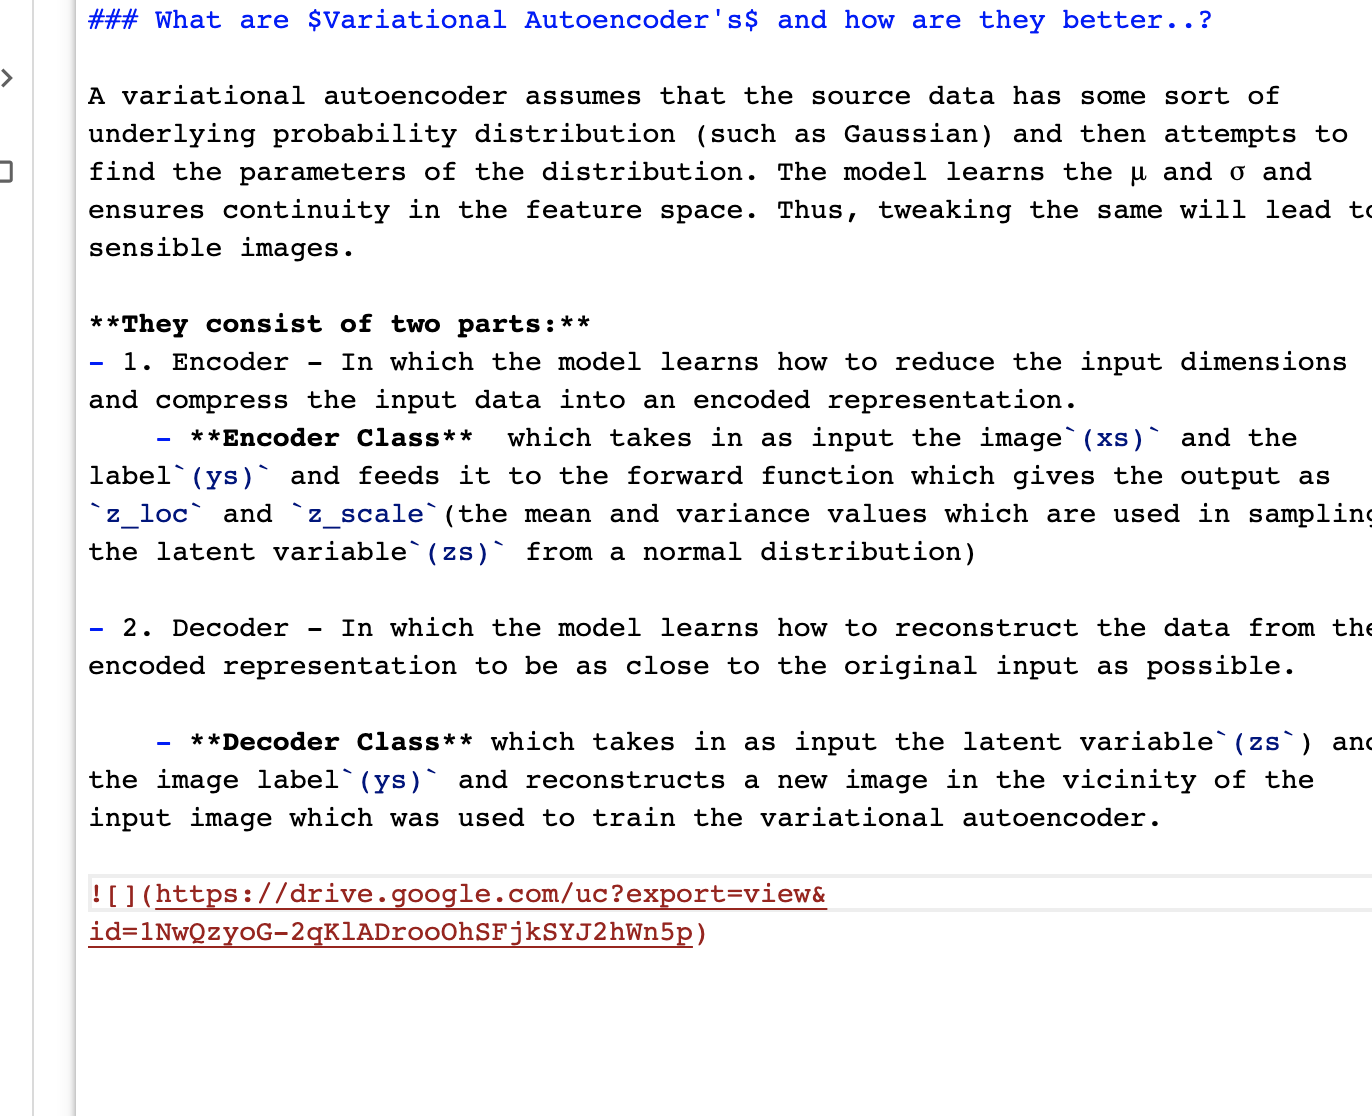 ### What are $Variational Autoencoder's$ and how are they better..?
A variational autoencoder assumes that the source data has some sort of
underlying probability distribution (such as Gaussian) and then attempts to
find the parameters of the distribution. The model learns the μ and σ and
ensures continuity in the feature space. Thus, tweaking the same will lead to
sensible images.
**They consist of two parts:**
- 1. Encoder - In which the model learns how to reduce the input dimensions
and compress the input data into an encoded representation.
- **Encoder Class**  which takes in as input the image`(xs)` and the
label`(ys)` and feeds it to the forward function which gives the output as
`z_loc` and `z_scale`(the mean and variance values which are used in sampling
the latent variable`(zs)` from a normal distribution)
- 2. Decoder - In which the model learns how to reconstruct the data from the
encoded representation to be as close to the original input as possible.
- **Decoder Class** which takes in as input the latent variable`(zs`) and
the image label`(ys)` and reconstructs a new image in the vicinity of the
input image which was used to train the variational autoencoder.
![](https://drive.google.com/uc?export=view&
id=1NwQzyoG-2qKlADrooOhSFjkSYJ2hWn5p)